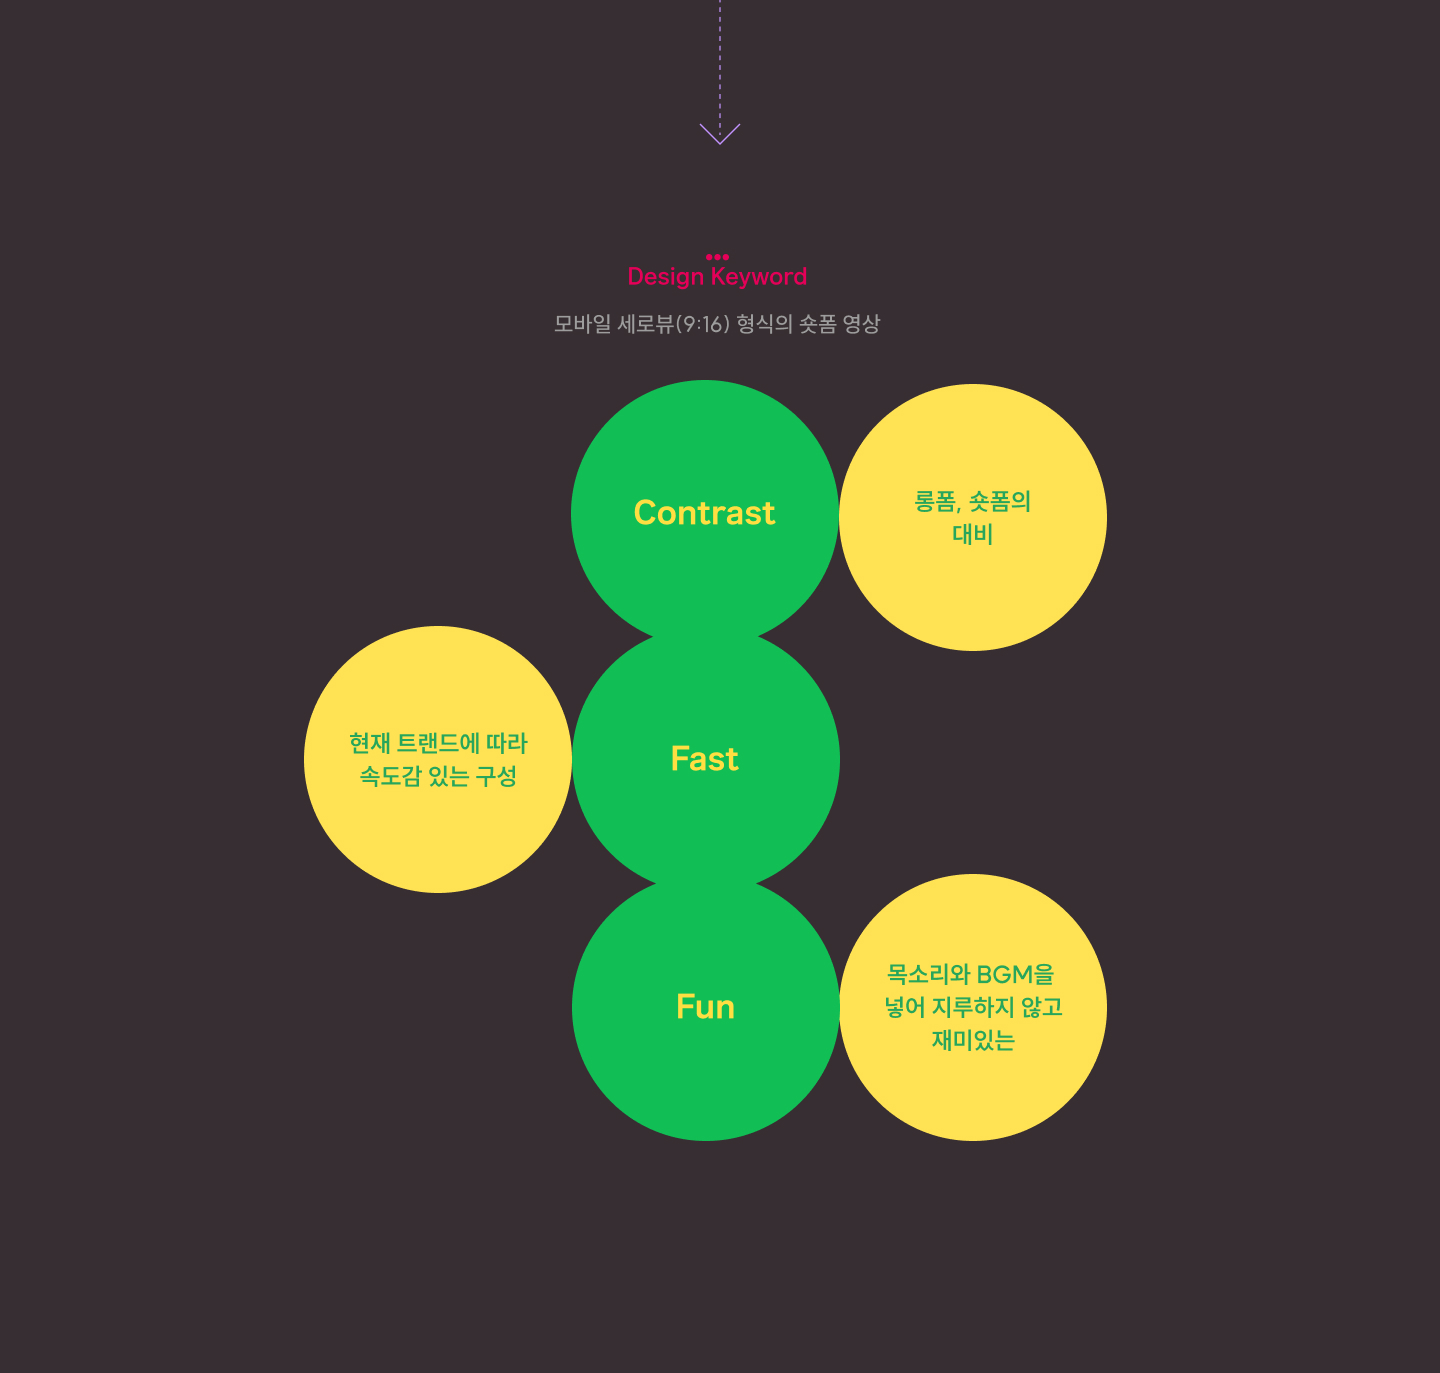 Design Keyword
모바일 세로뷰(9:16) 형식의 숏폼 영상
Contrast
롱폼, 숏폼의
대비
현재 트랜드에 따라
속도감 있는 구성
Fast
Fun
목소리와 BGM을
넣어 지루하지 않고
재미있는